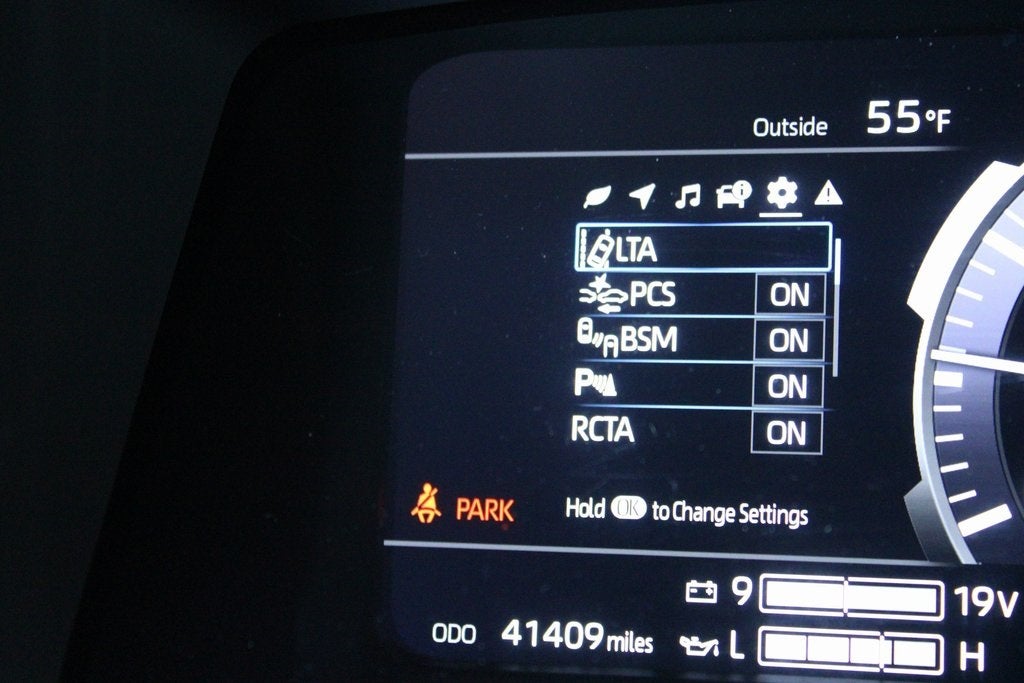 Outside 55°F
LTA
PCS ON
BSM ON
P ON
RCTA ON
PARK Hold OK to Change Settings
9 19V
ODO 41409 miles L H